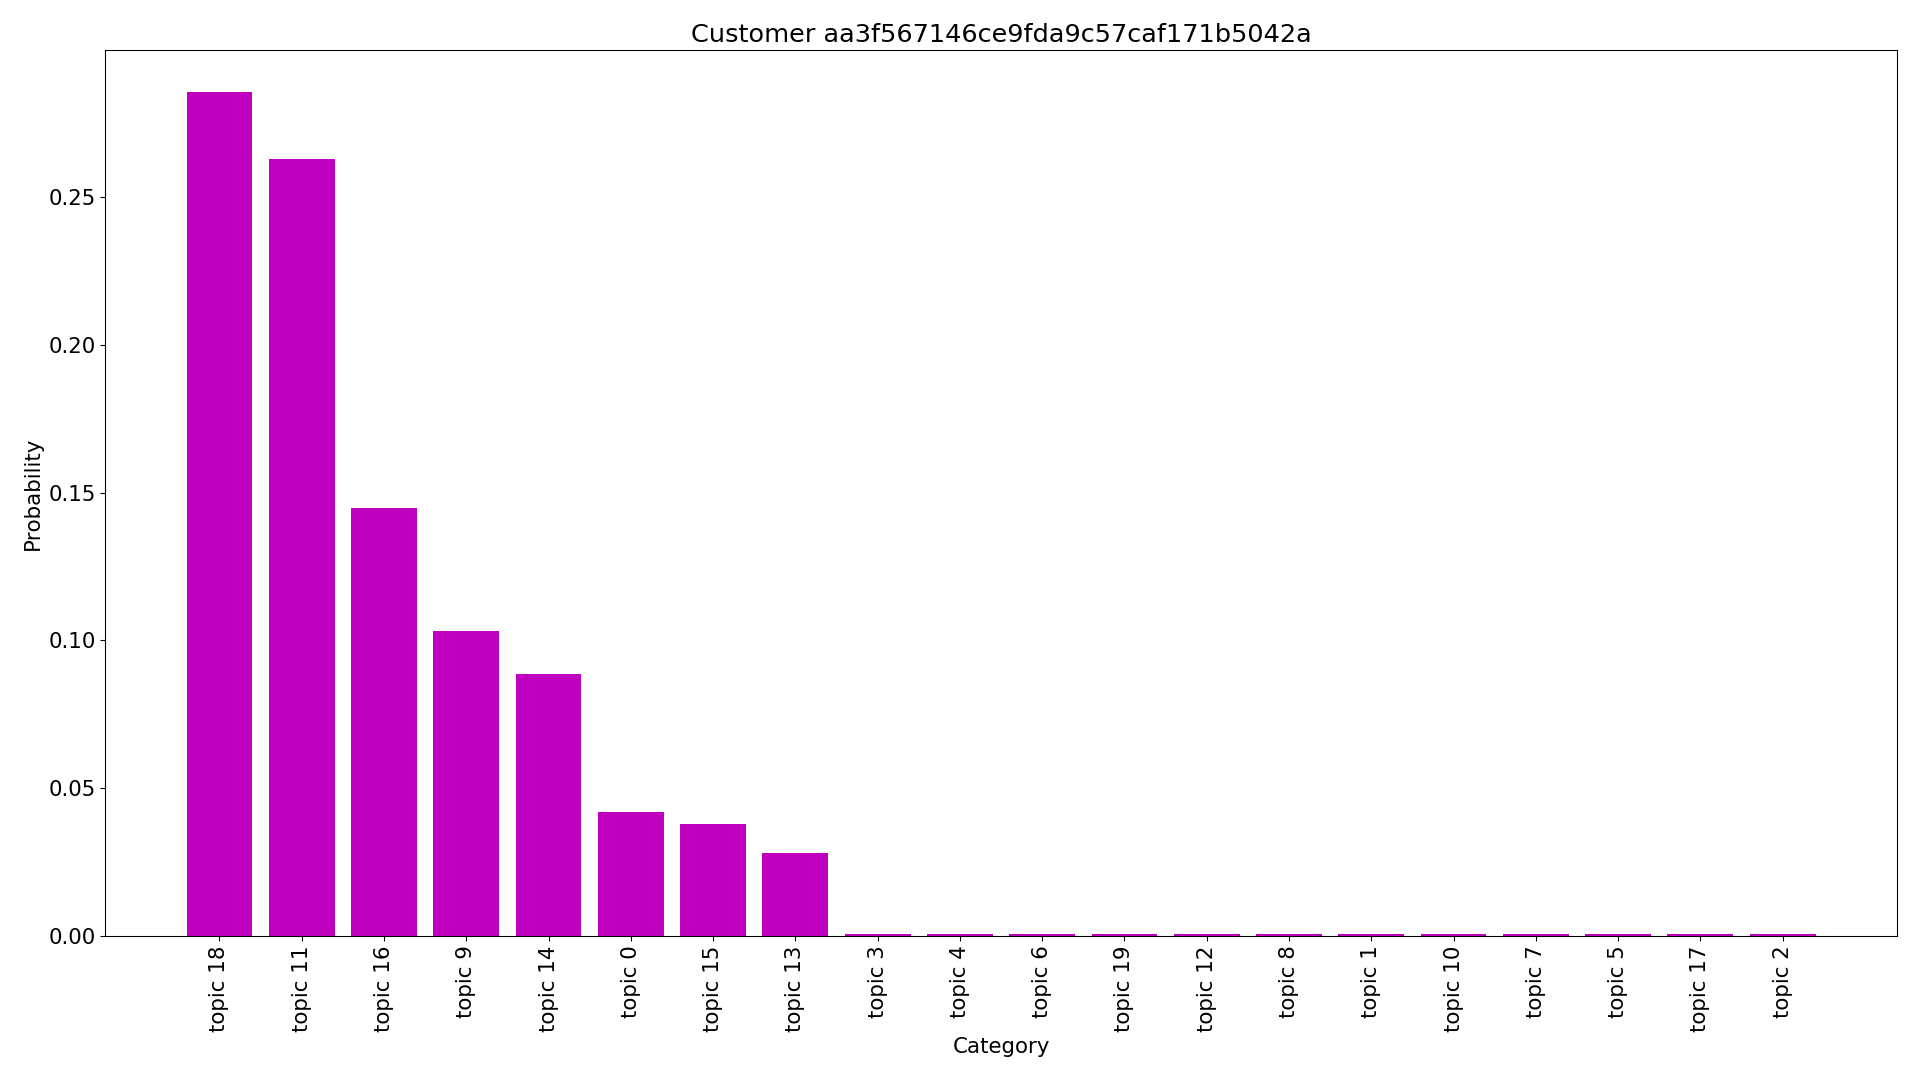 Customer aa3f567146ce9fda9c57caf171b5042a
Probability
0.25
0.20
0.15
0.10
0.05
0.00
topic 18
topic 11
topic 16
topic 9
topic 14
topic 0
topic 15
topic 13
topic 3
topic 4
topic 6
topic 19
topic 12
topic 8
topic 1
topic 10
topic 7
topic 5
topic 17
topic 2
Category